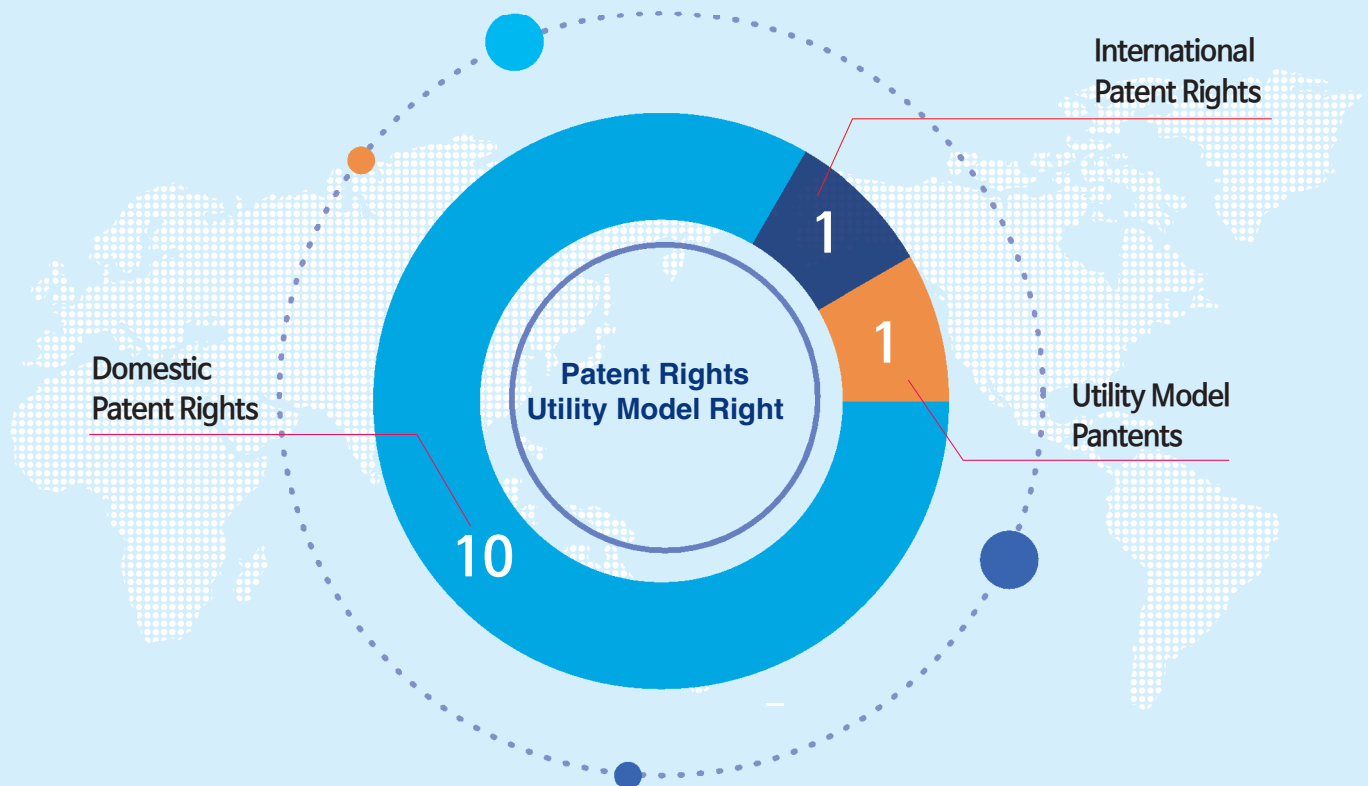 International
Patent Rights
1
1
Domestic
Patent Rights
Patent Rights
Utility Model Right
Utility Model
Pantents
10